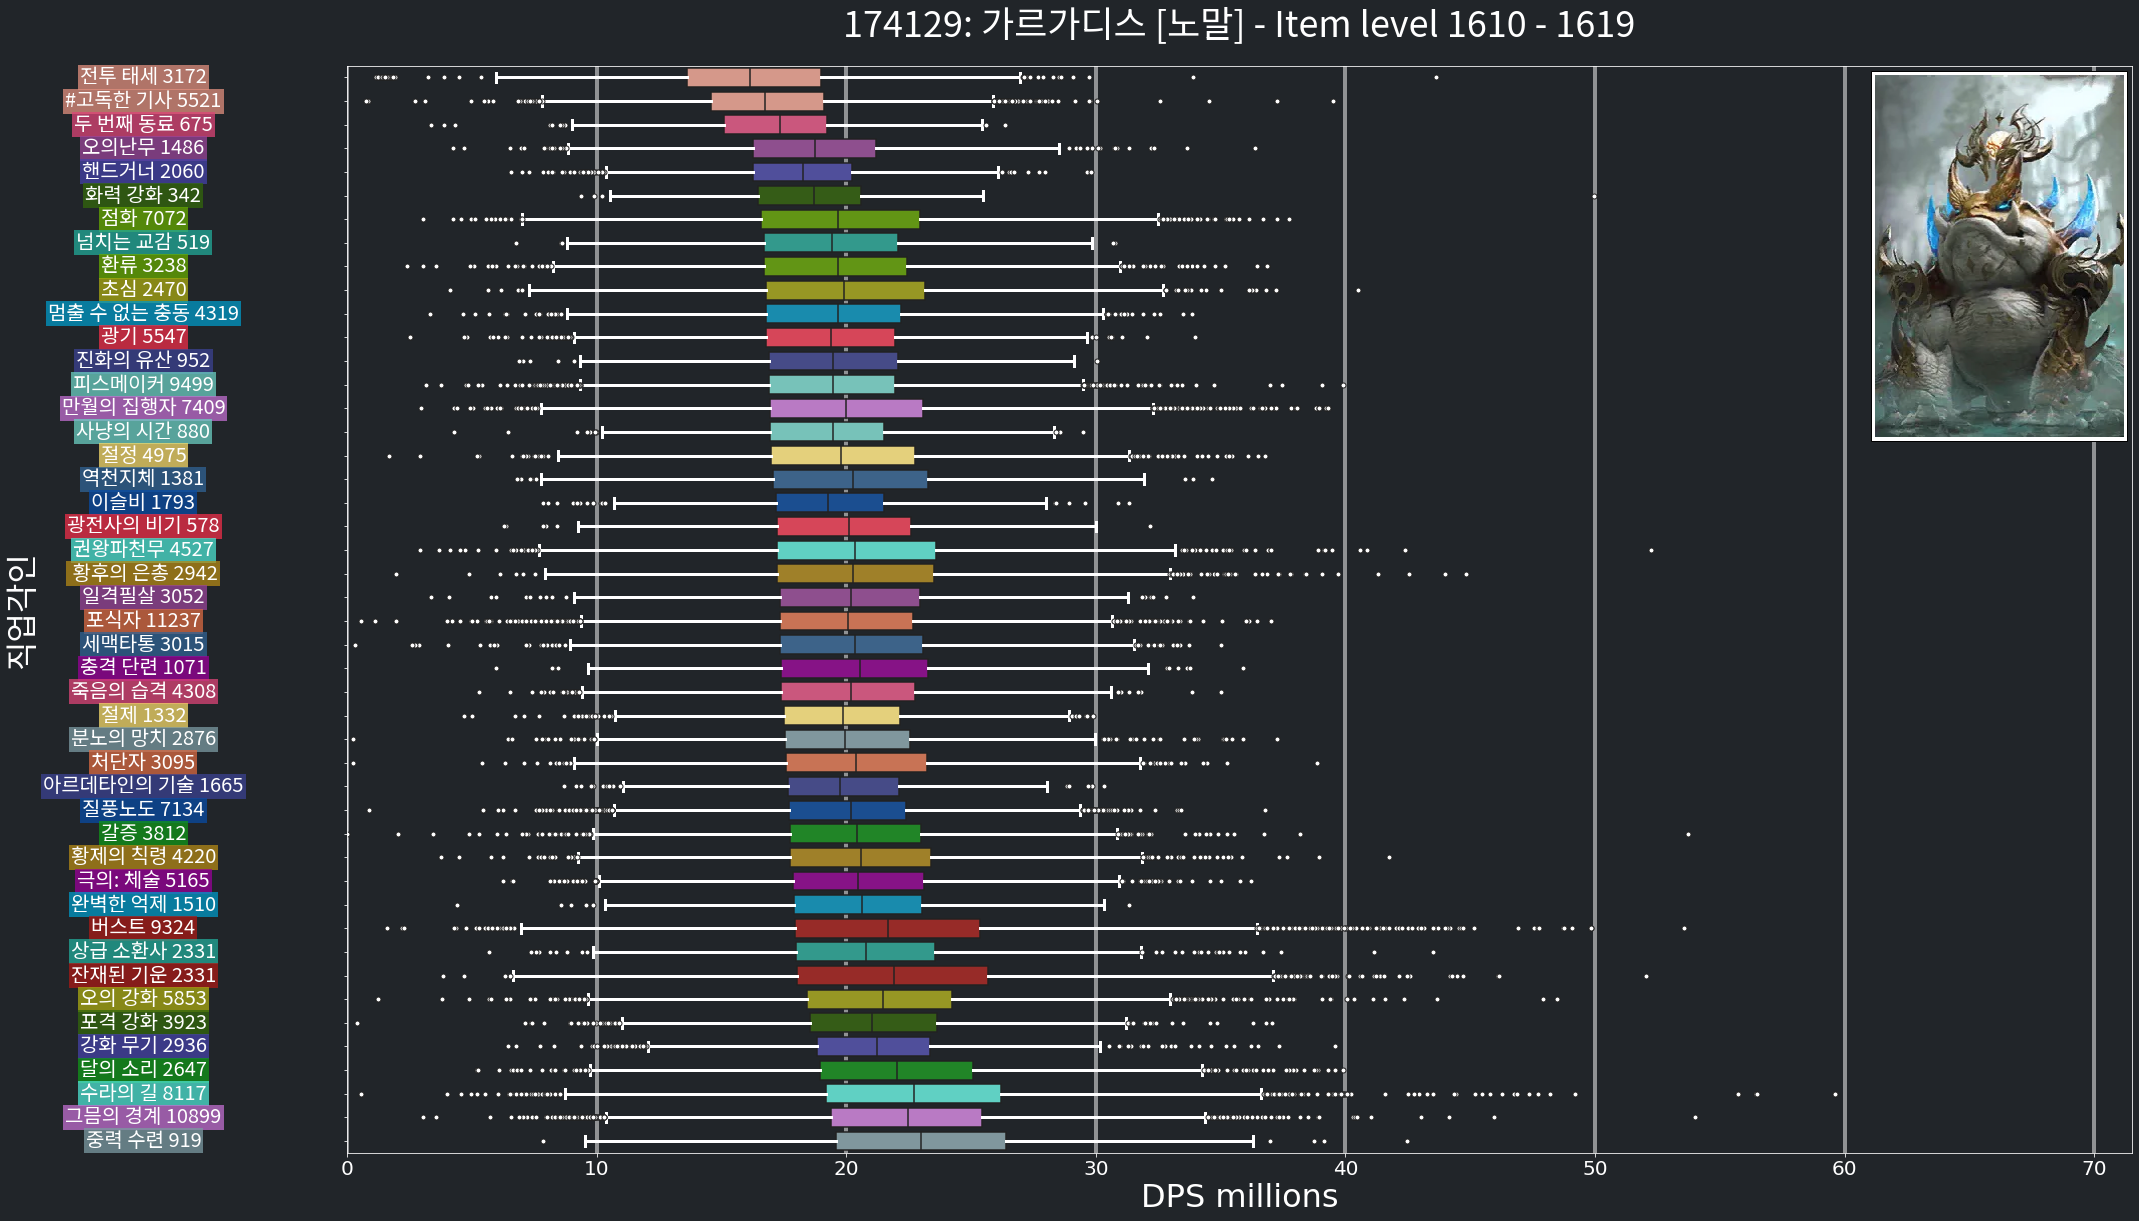 174129: 가르가디스 [노말] - Item level 1610 - 1619
직업각인
전투 태세 3172
#고독한 기사 5521
두 번째 동료 675
오의난무 1486
핸드거너 2060
화력 강화 342
점화 7072
넘치는 교감 519
환류 3238
초심 2470
멈출 수 없는 충동 4319
광기 5547
진화의 유산 952
피스메이커 9499
만월의 집행자 7409
사냥의 시간 880
절정 4975
역천지체 1381
이슬비 1793
광전사의 비기 578
권왕파천무 4527
황후의 은총 2942
일격필살 3052
포식자 11237
세맥타통 3015
충격 단련 1071
죽음의 습격 4308
절제 1332
분노의 망치 2876
처단자 3095
아르데타인의 기술 1665
질풍노도 7134
갈증 3812
황제의 칙령 4220
극의: 체술 5165
완벽한 억제 1510
버스트 9324
상급 소환사 2331
잔재된 기운 2331
오의 강화 5853
포격 강화 3923
강화 무기 2936
달의 소리 2647
수라의 길 8117
그믐의 경계 10899
중력 수련 919
0 10 20 30 40 50 60 70
DPS millions